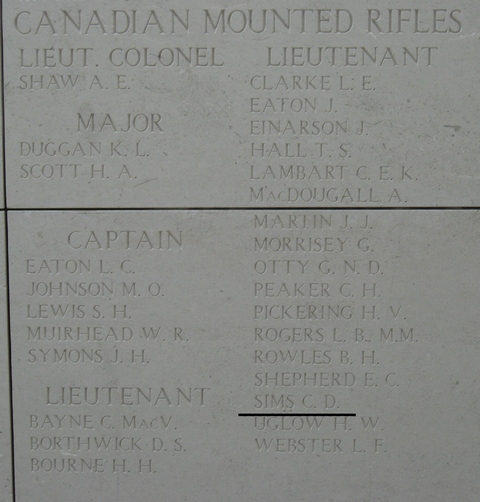 CANADIAN MOUNTED RIFLES
LIEUT. COLONEL
SHAW A. E.
MAJOR
DUGGAN K. L.
SCOTT H. A.
CAPTAIN
EATON L. C.
JOHNSON M. O.
LEWIS S. H.
MUIRHEAD W. R.
SYMONS J. H.
LIEUTENANT
BAYNE C. MACV.
BORTHWICK D. S.
BOURNE H. H.
LIEUTENANT
CLARKE L. E.
EATON J.
EINARSON J.
HALL T. S.
LAMBART C. E. K.
MACDOUGALL A.
MARTIN J. J.
MORRISEY G.
OTTY G. N. D.
PEAKER C. H.
PICKERING H. V.
ROGERS L. B., M.M.
ROWLES B. H.
SHEPHERD E. C.
SIMS C. D.
UGLOW H. W.
WEBSTER L. F.